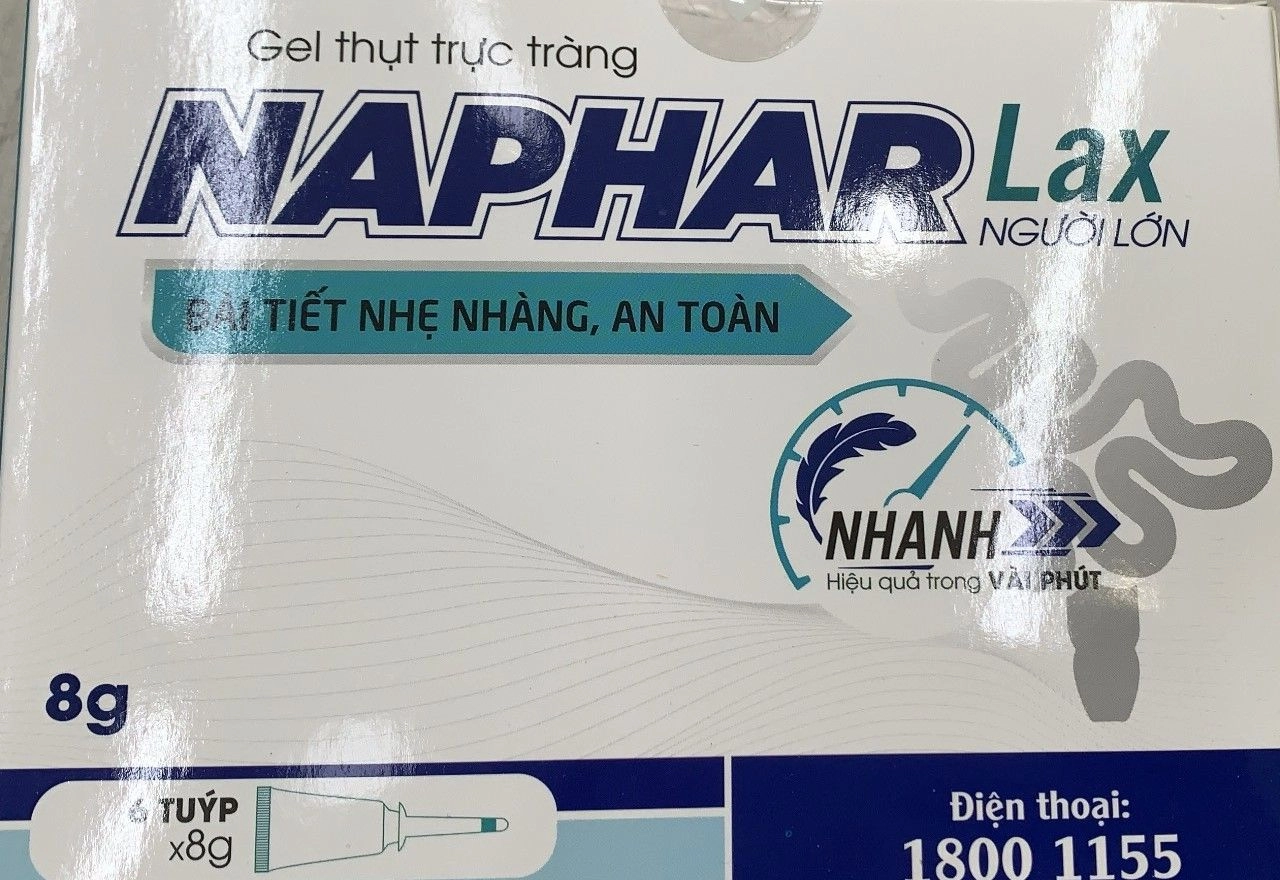 Gel thụt trực tràng
NAPHAR Lax
NGƯỜI LỚN
BÀI TIẾT NHẸ NHÀNG, AN TOÀN
NHANH
Hiệu quả trong VÀI PHÚT
8g
6 TUÝP
x8g
Điện thoại:
1800 1155